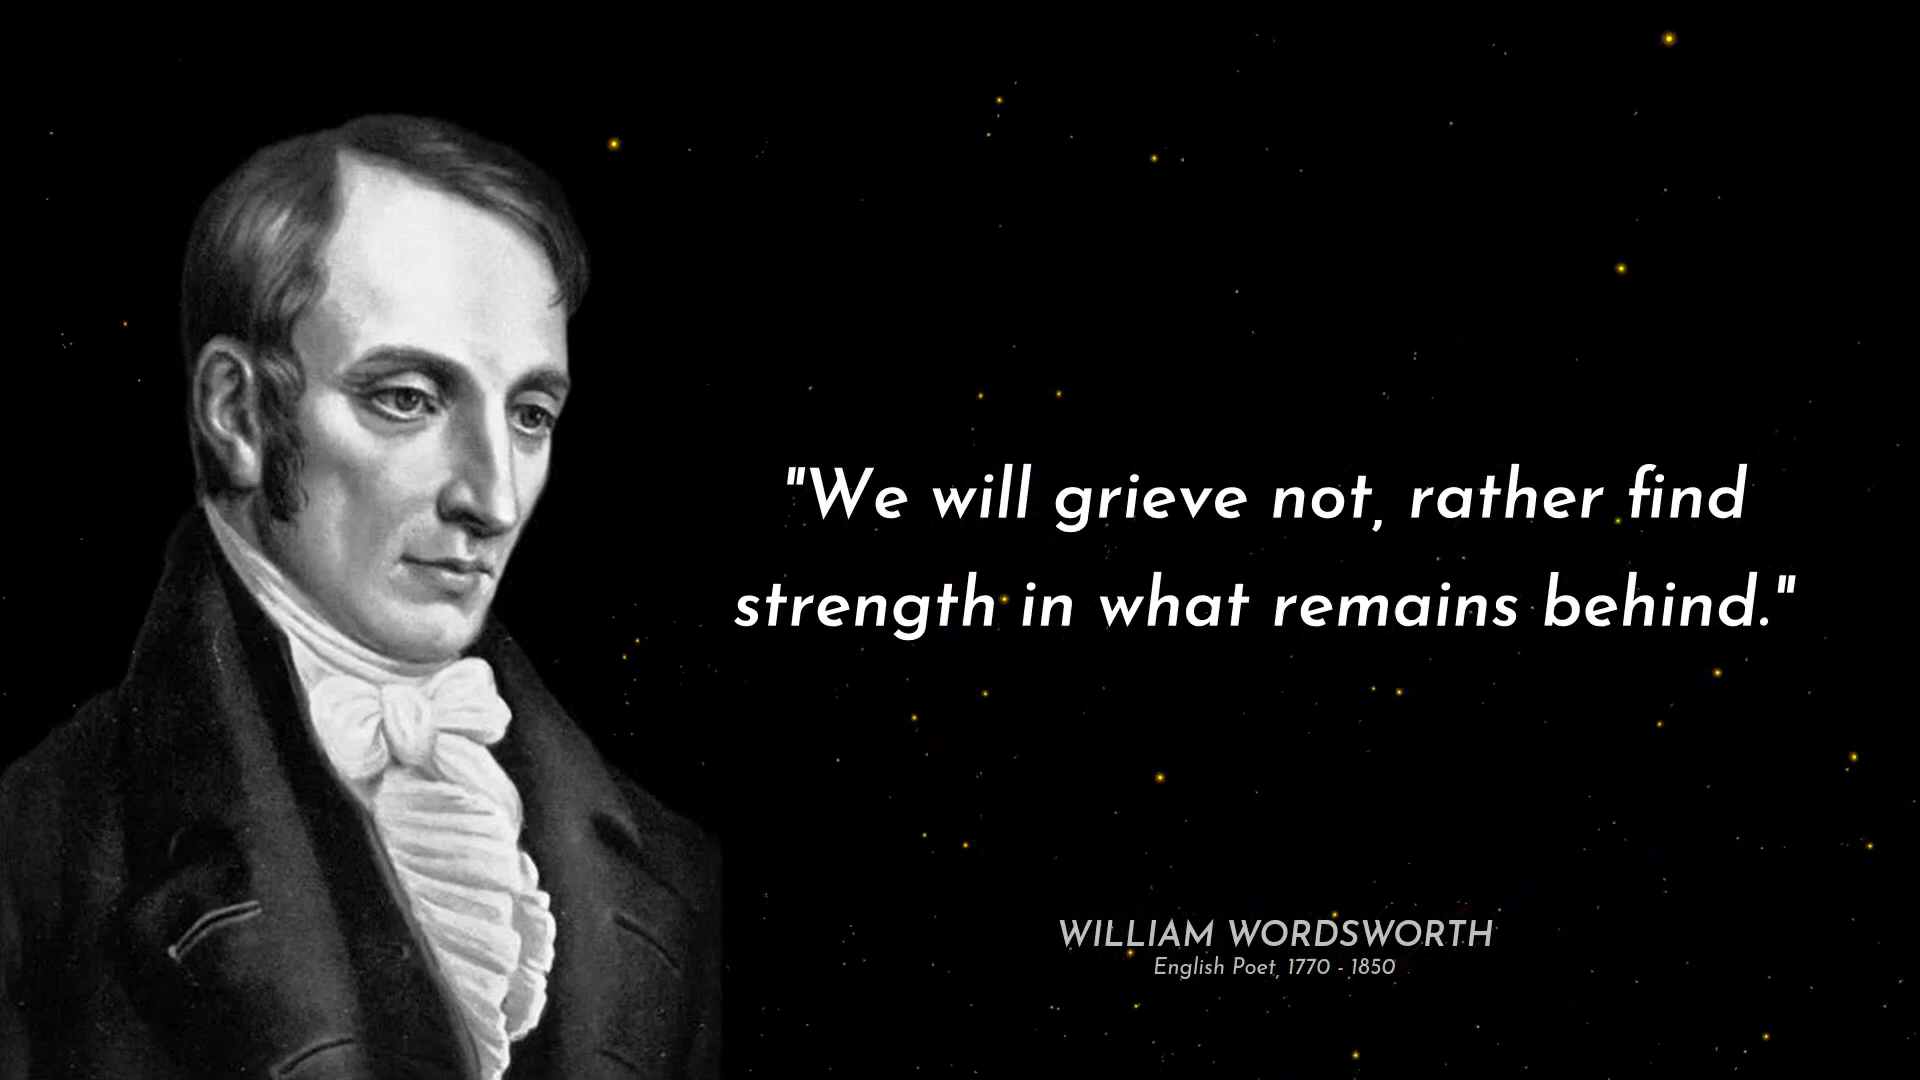 "We will grieve not, rather find
strength in what remains behind."
WILLIAM WORDSWORTH
English Poet, 1770 - 1850